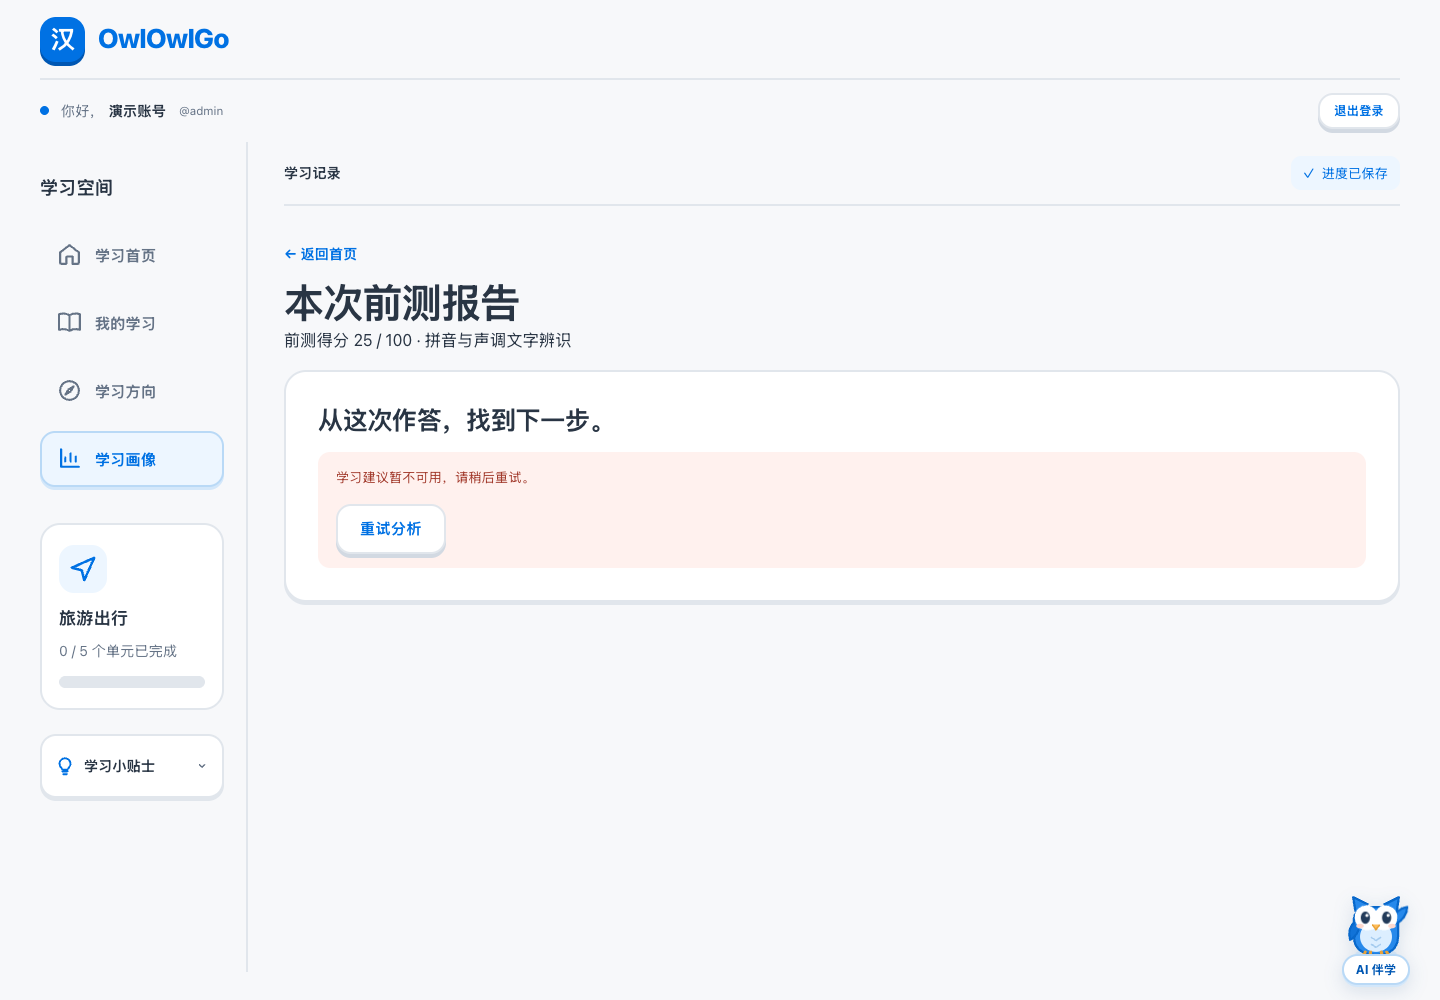 汉 OwlOwlGo
你好， 演示账号 @admin
退出登录
学习空间
学习首页
我的学习
学习方向
学习画像
旅游出行
0 / 5 个单元已完成
学习小贴士
学习记录
✓ 进度已保存
← 返回首页
本次前测报告
前测得分 25 / 100 · 拼音与声调文字辨识
从这次作答，找到下一步。
学习建议暂不可用，请稍后重试。
重试分析
AI 伴学